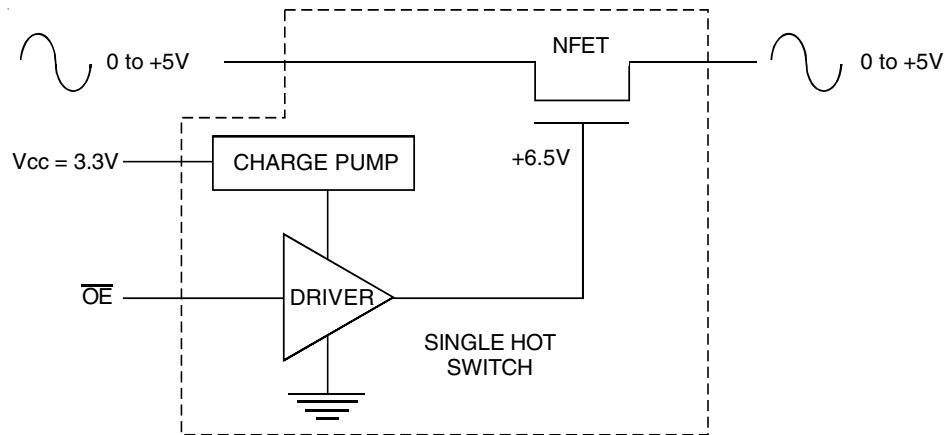 NFET
0 to +5V
0 to +5V
Vcc = 3.3V
CHARGE PUMP
+6.5V
OE
DRIVER
SINGLE HOT
SWITCH